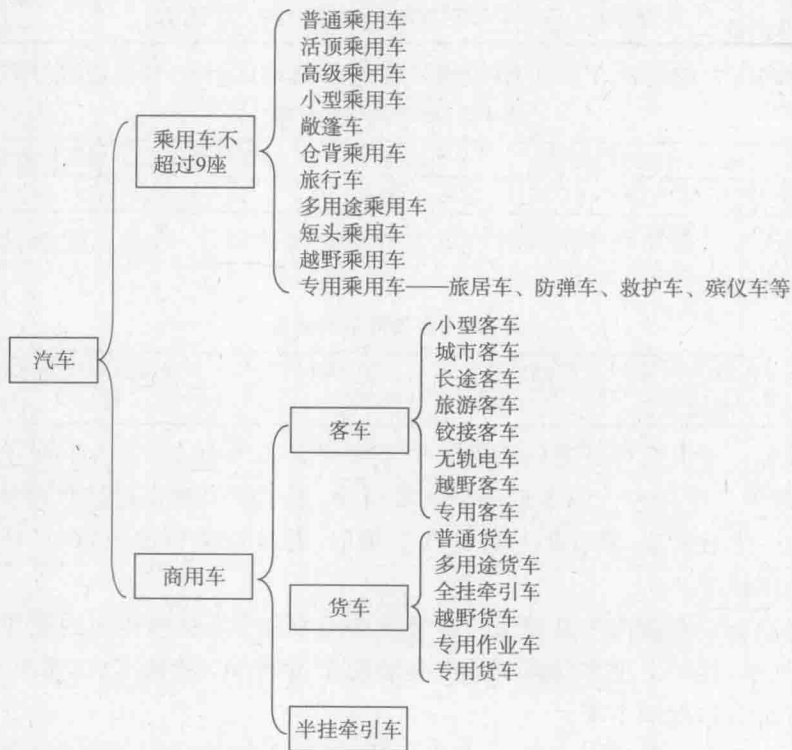 普通乘用车
活顶乘用车
高级乘用车
小型乘用车
敞篷车
仓背乘用车
旅行车
多用途乘用车
短头乘用车
越野乘用车
专用乘用车——旅居车、防弹车、救护车、殡仪车等
乘用车不
超过9座
汽车
小型客车
城市客车
长途客车
旅游客车
铰接客车
无轨电车
越野客车
专用客车
客车
商用车
普通货车
多用途货车
全挂牵引车
越野货车
专用作业车
专用货车
货车
半挂牵引车